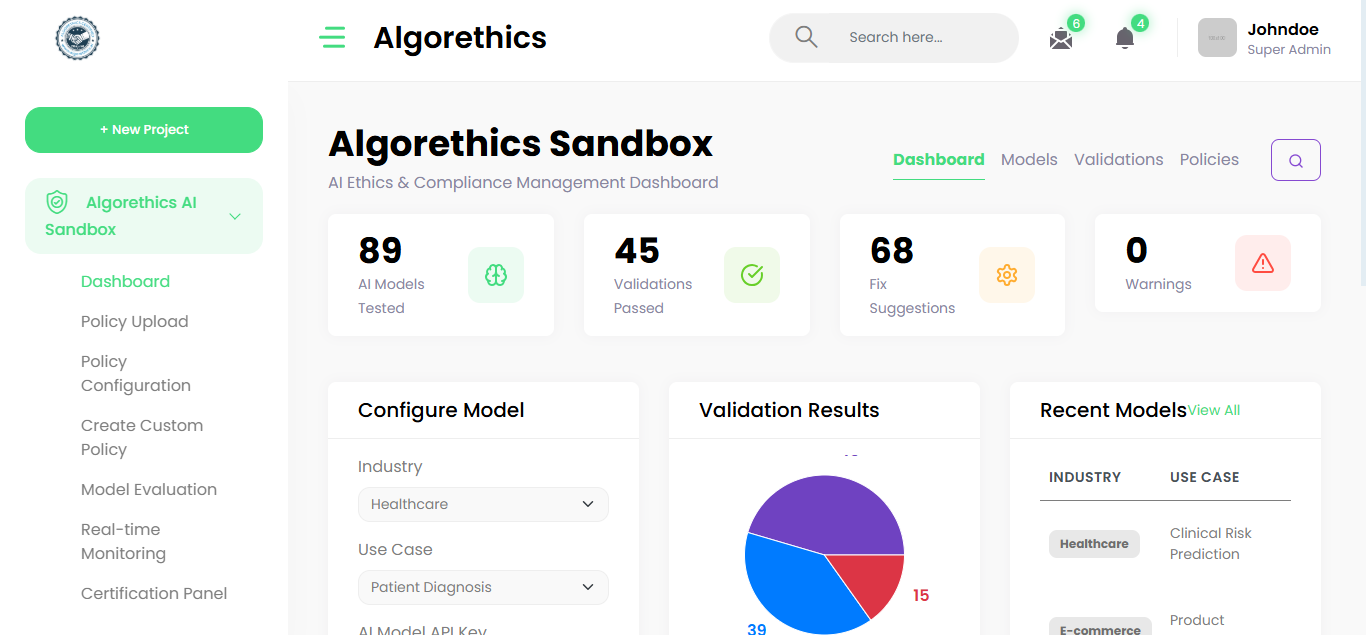 Algorethics
Search here...
6
4
Johndoe
Super Admin
+ New Project
Algorethics AI
Sandbox
Dashboard
Policy Upload
Policy
Configuration
Create Custom
Policy
Model Evaluation
Real-time
Monitoring
Certification Panel
Algorethics Sandbox
AI Ethics & Compliance Management Dashboard
Dashboard
Models
Validations
Policies
89
AI Models
Tested
45
Validations
Passed
68
Fix
Suggestions
0
Warnings
Configure Model
Industry
Healthcare
Use Case
Patient Diagnosis
AI Model API Key
Validation Results
15
39
Recent Models
View All
INDUSTRY
USE CASE
Healthcare
Clinical Risk
Prediction
E-commerce
Product